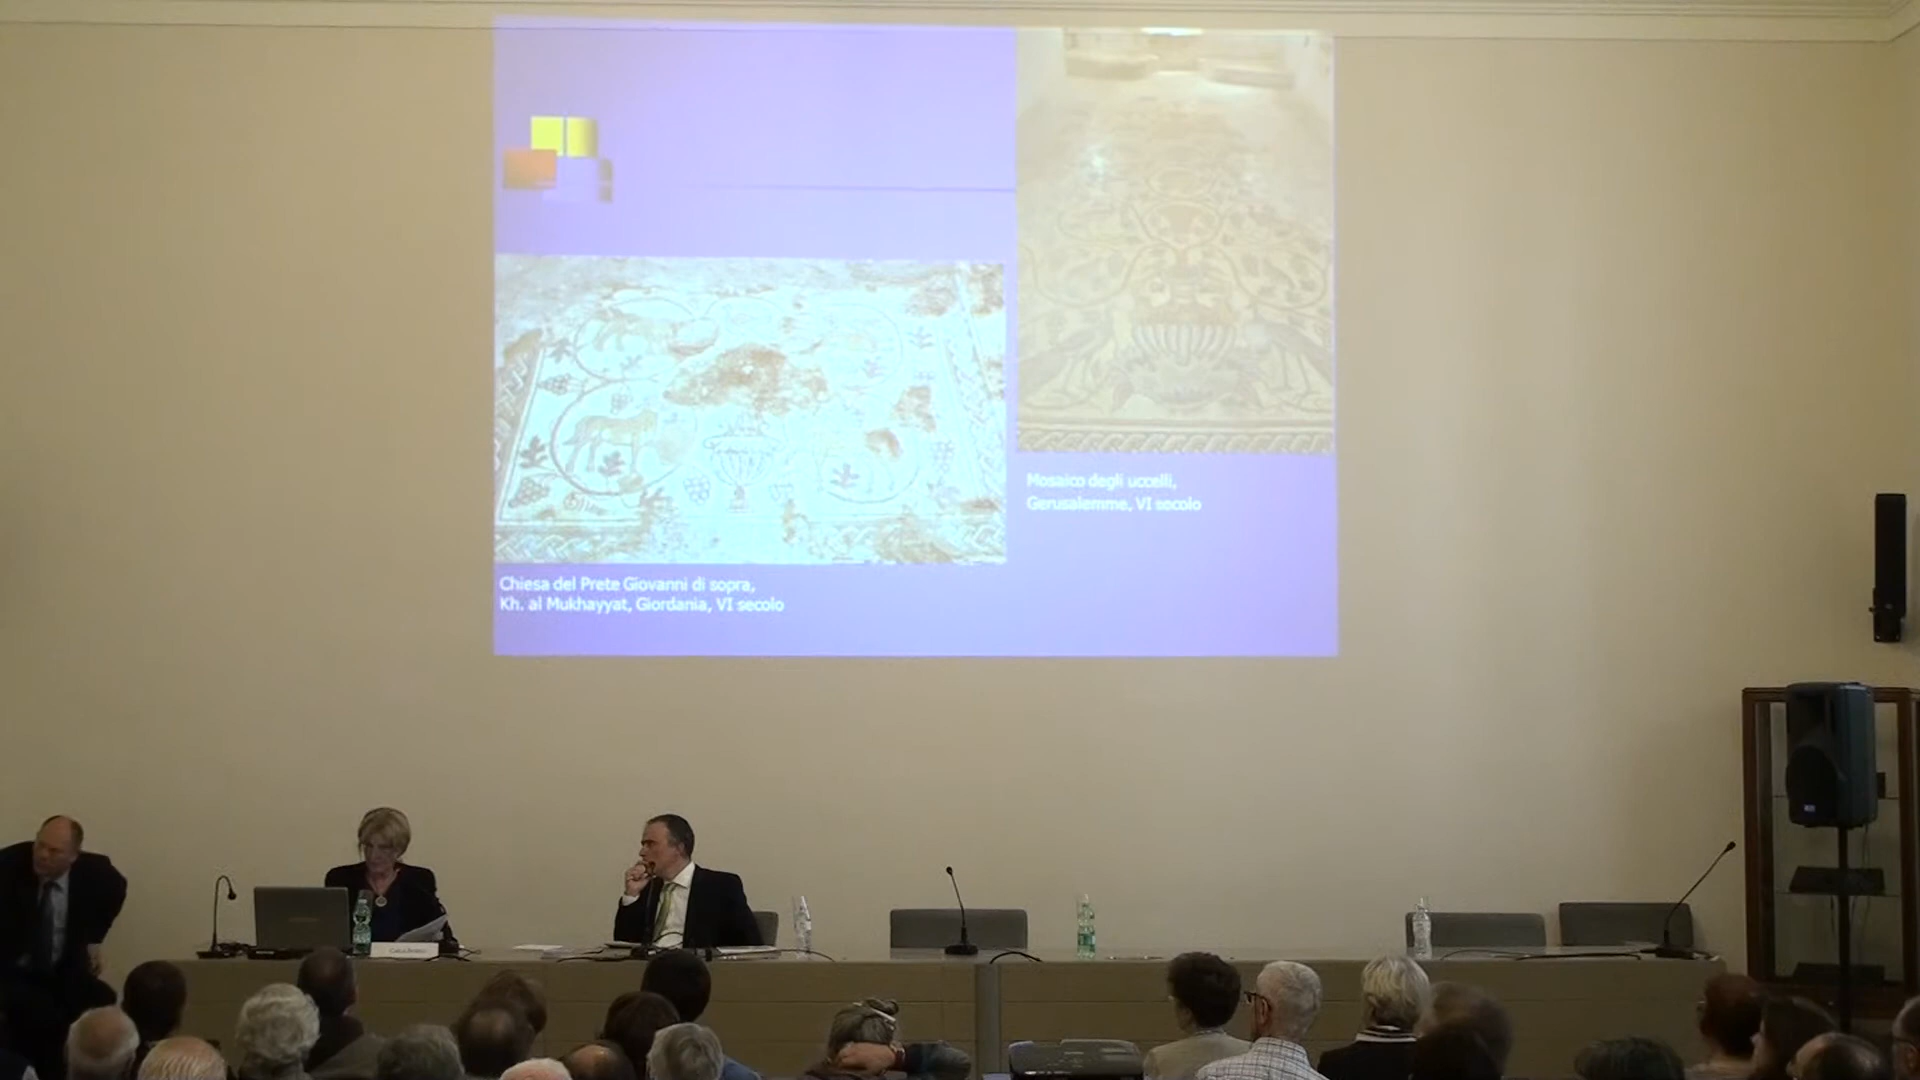 Mosaico degli uccelli,
Gerusalemme, VI secolo
Chiesa del Prete Giovanni di sopra,
Kh. al Mukhayyat, Giordania, VI secolo